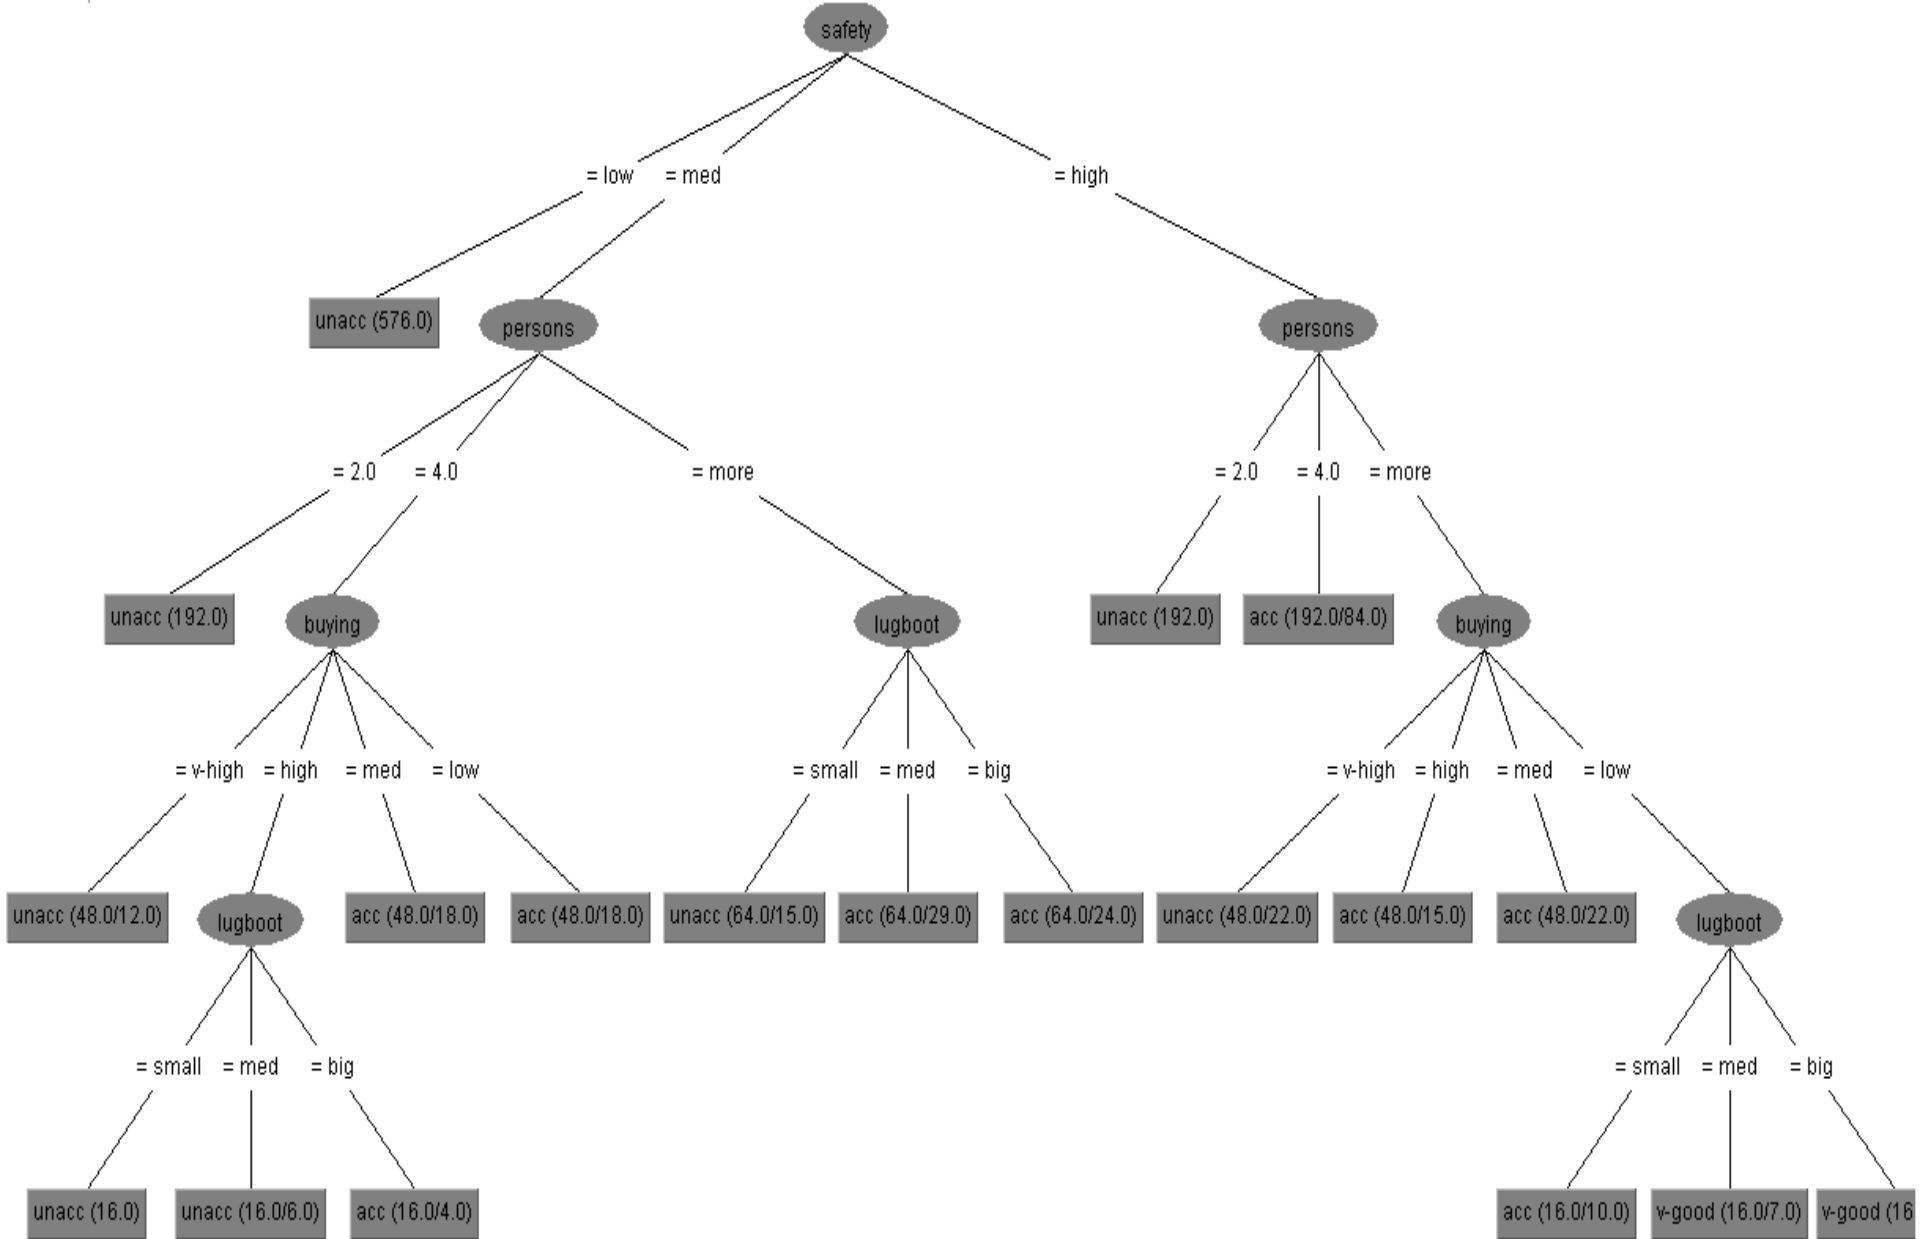 safety
= low
= med
= high
unacc (576.0)
persons
persons
= 2.0
= 4.0
= more
= 2.0
= 4.0
= more
unacc (192.0)
buying
lugboot
unacc (192.0)
acc (192.0/84.0)
buying
= v-high
= high
= med
= low
= small
= med
= big
= v-high
= high
= med
= low
unacc (48.0/12.0)
lugboot
acc (48.0/18.0)
acc (48.0/18.0)
unacc (64.0/15.0)
acc (64.0/29.0)
acc (64.0/24.0)
unacc (48.0/22.0)
acc (48.0/15.0)
acc (48.0/22.0)
lugboot
= small
= med
= big
= small
= med
= big
unacc (16.0)
unacc (16.0/6.0)
acc (16.0/4.0)
acc (16.0/10.0)
v-good (16.0/7.0)
v-good (16